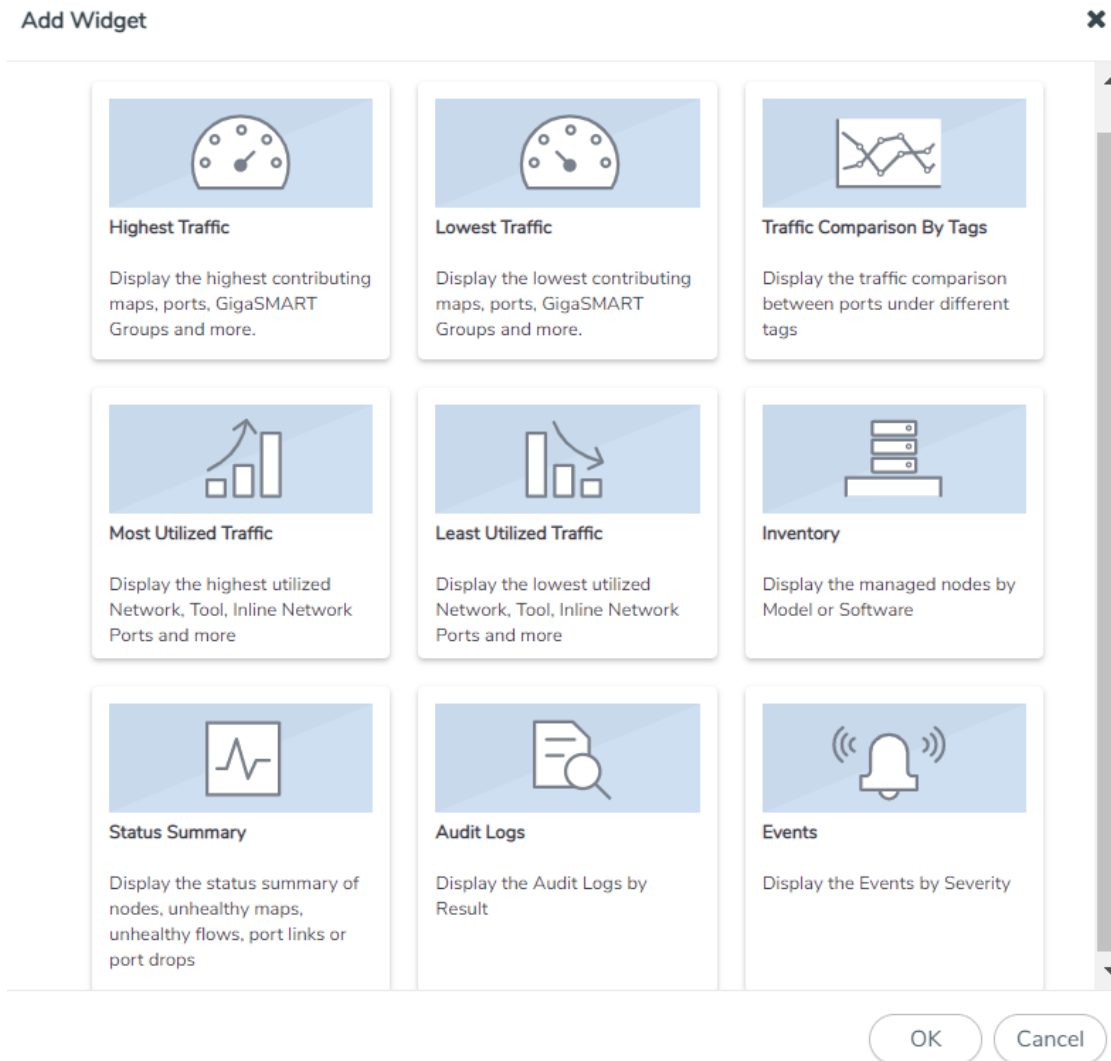 Add Widget
Highest Traffic
Display the highest contributing
maps, ports, GigaSMART
Groups and more.
Lowest Traffic
Display the lowest contributing
maps, ports, GigaSMART
Groups and more.
Traffic Comparison By Tags
Display the traffic comparison
between ports under different
tags
Most Utilized Traffic
Display the highest utilized
Network, Tool, Inline Network
Ports and more
Least Utilized Traffic
Display the lowest utilized
Network, Tool, Inline Network
Ports and more
Inventory
Display the managed nodes by
Model or Software
Status Summary
Display the status summary of
nodes, unhealthy maps,
unhealthy flows, port links or
port drops
Audit Logs
Display the Audit Logs by
Result
Events
Display the Events by Severity
OK
Cancel